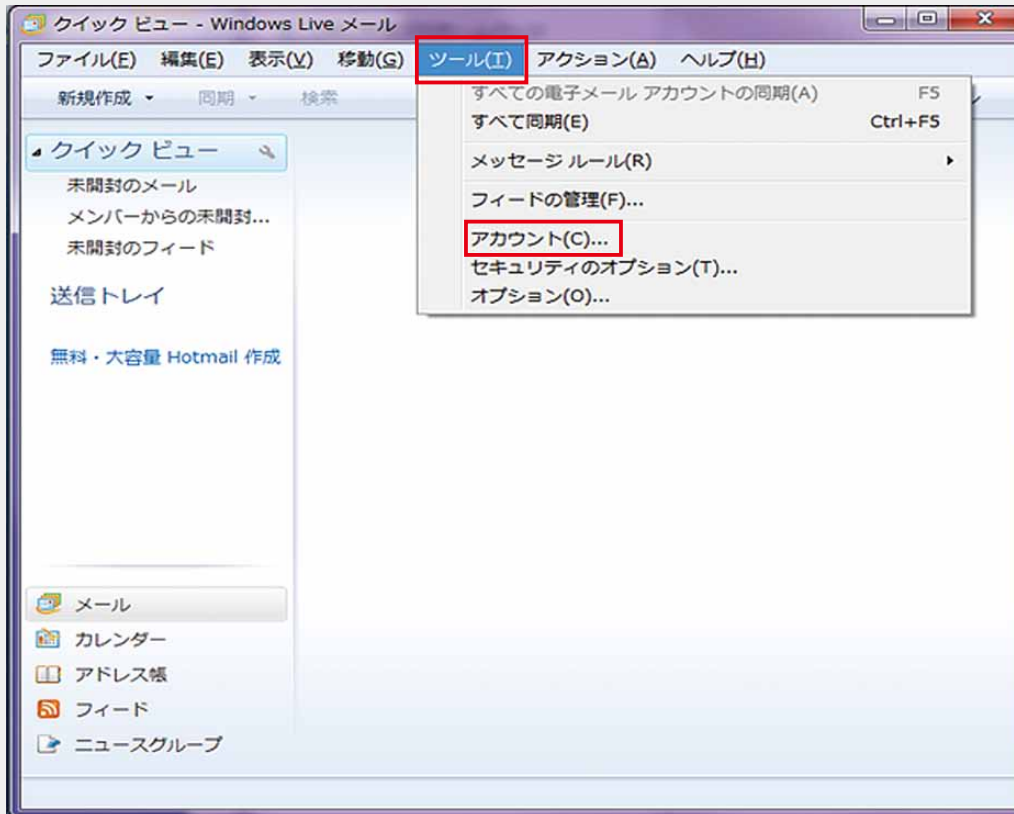 クイック ビュー - Windows Live メール
ファイル(F) 編集(E) 表示(V) 移動(G) ツール(T) アクション(A) ヘルプ(H)
新規作成 同期 検索
すべての電子メール アカウントの同期(A) F5
すべて同期(E) Ctrl+F5
メッセージ ルール(R)
フィードの管理(F)...
アカウント(C)...
セキュリティのオプション(T)...
オプション(O)...
クイック ビュー
未開封のメール
メンバーからの未開封...
未開封のフィード
送信トレイ
無料・大容量 Hotmail 作成
メール
カレンダー
アドレス帳
フィード
ニュースグループ